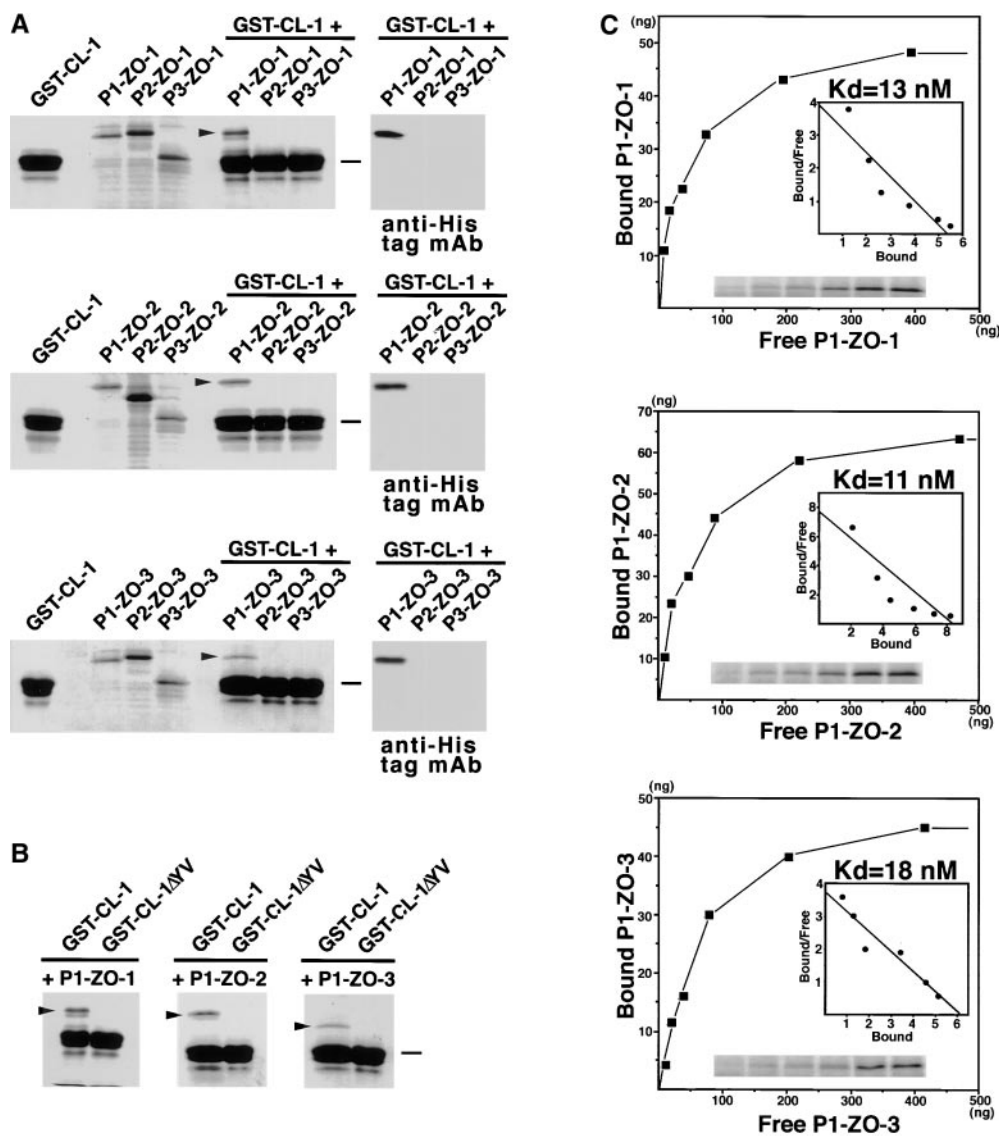 A
GST-CL-1
P1-ZO-1
P2-ZO-1
P3-ZO-1
GST-CL-1 +
P1-ZO-1
P2-ZO-1
P3-ZO-1
GST-CL-1 +
P1-ZO-1
P2-ZO-1
P3-ZO-1
anti-His
tag mAb
GST-CL-1
P1-ZO-2
P2-ZO-2
P3-ZO-2
GST-CL-1 +
P1-ZO-2
P2-ZO-2
P3-ZO-2
GST-CL-1 +
P1-ZO-2
P2-ZO-2
P3-ZO-2
anti-His
tag mAb
GST-CL-1
P1-ZO-3
P2-ZO-3
P3-ZO-3
GST-CL-1 +
P1-ZO-3
P2-ZO-3
P3-ZO-3
GST-CL-1 +
P1-ZO-3
P2-ZO-3
P3-ZO-3
anti-His
tag mAb
B
GST-CL-1
GST-CL-1ΔYV
+ P1-ZO-1
GST-CL-1
GST-CL-1ΔYV
+ P1-ZO-2
GST-CL-1
GST-CL-1ΔYV
+ P1-ZO-3
C
(ng)
50
40
30
20
10
Bound P1-ZO-1
Kd=13 nM
4
3
2
1
Bound/Free
1 2 3 4 5 6
Bound
100 200 300 400 500
(ng)
Free P1-ZO-1
(ng)
70
60
50
40
30
20
10
Bound P1-ZO-2
Kd=11 nM
8
6
4
2
Bound/Free
2 4 6 8
Bound
100 200 300 400 500
(ng)
Free P1-ZO-2
(ng)
50
40
30
20
10
Bound P1-ZO-3
Kd=18 nM
4
3
2
1
Bound/Free
1 2 3 4 5 6
Bound
100 200 300 400 500
(ng)
Free P1-ZO-3